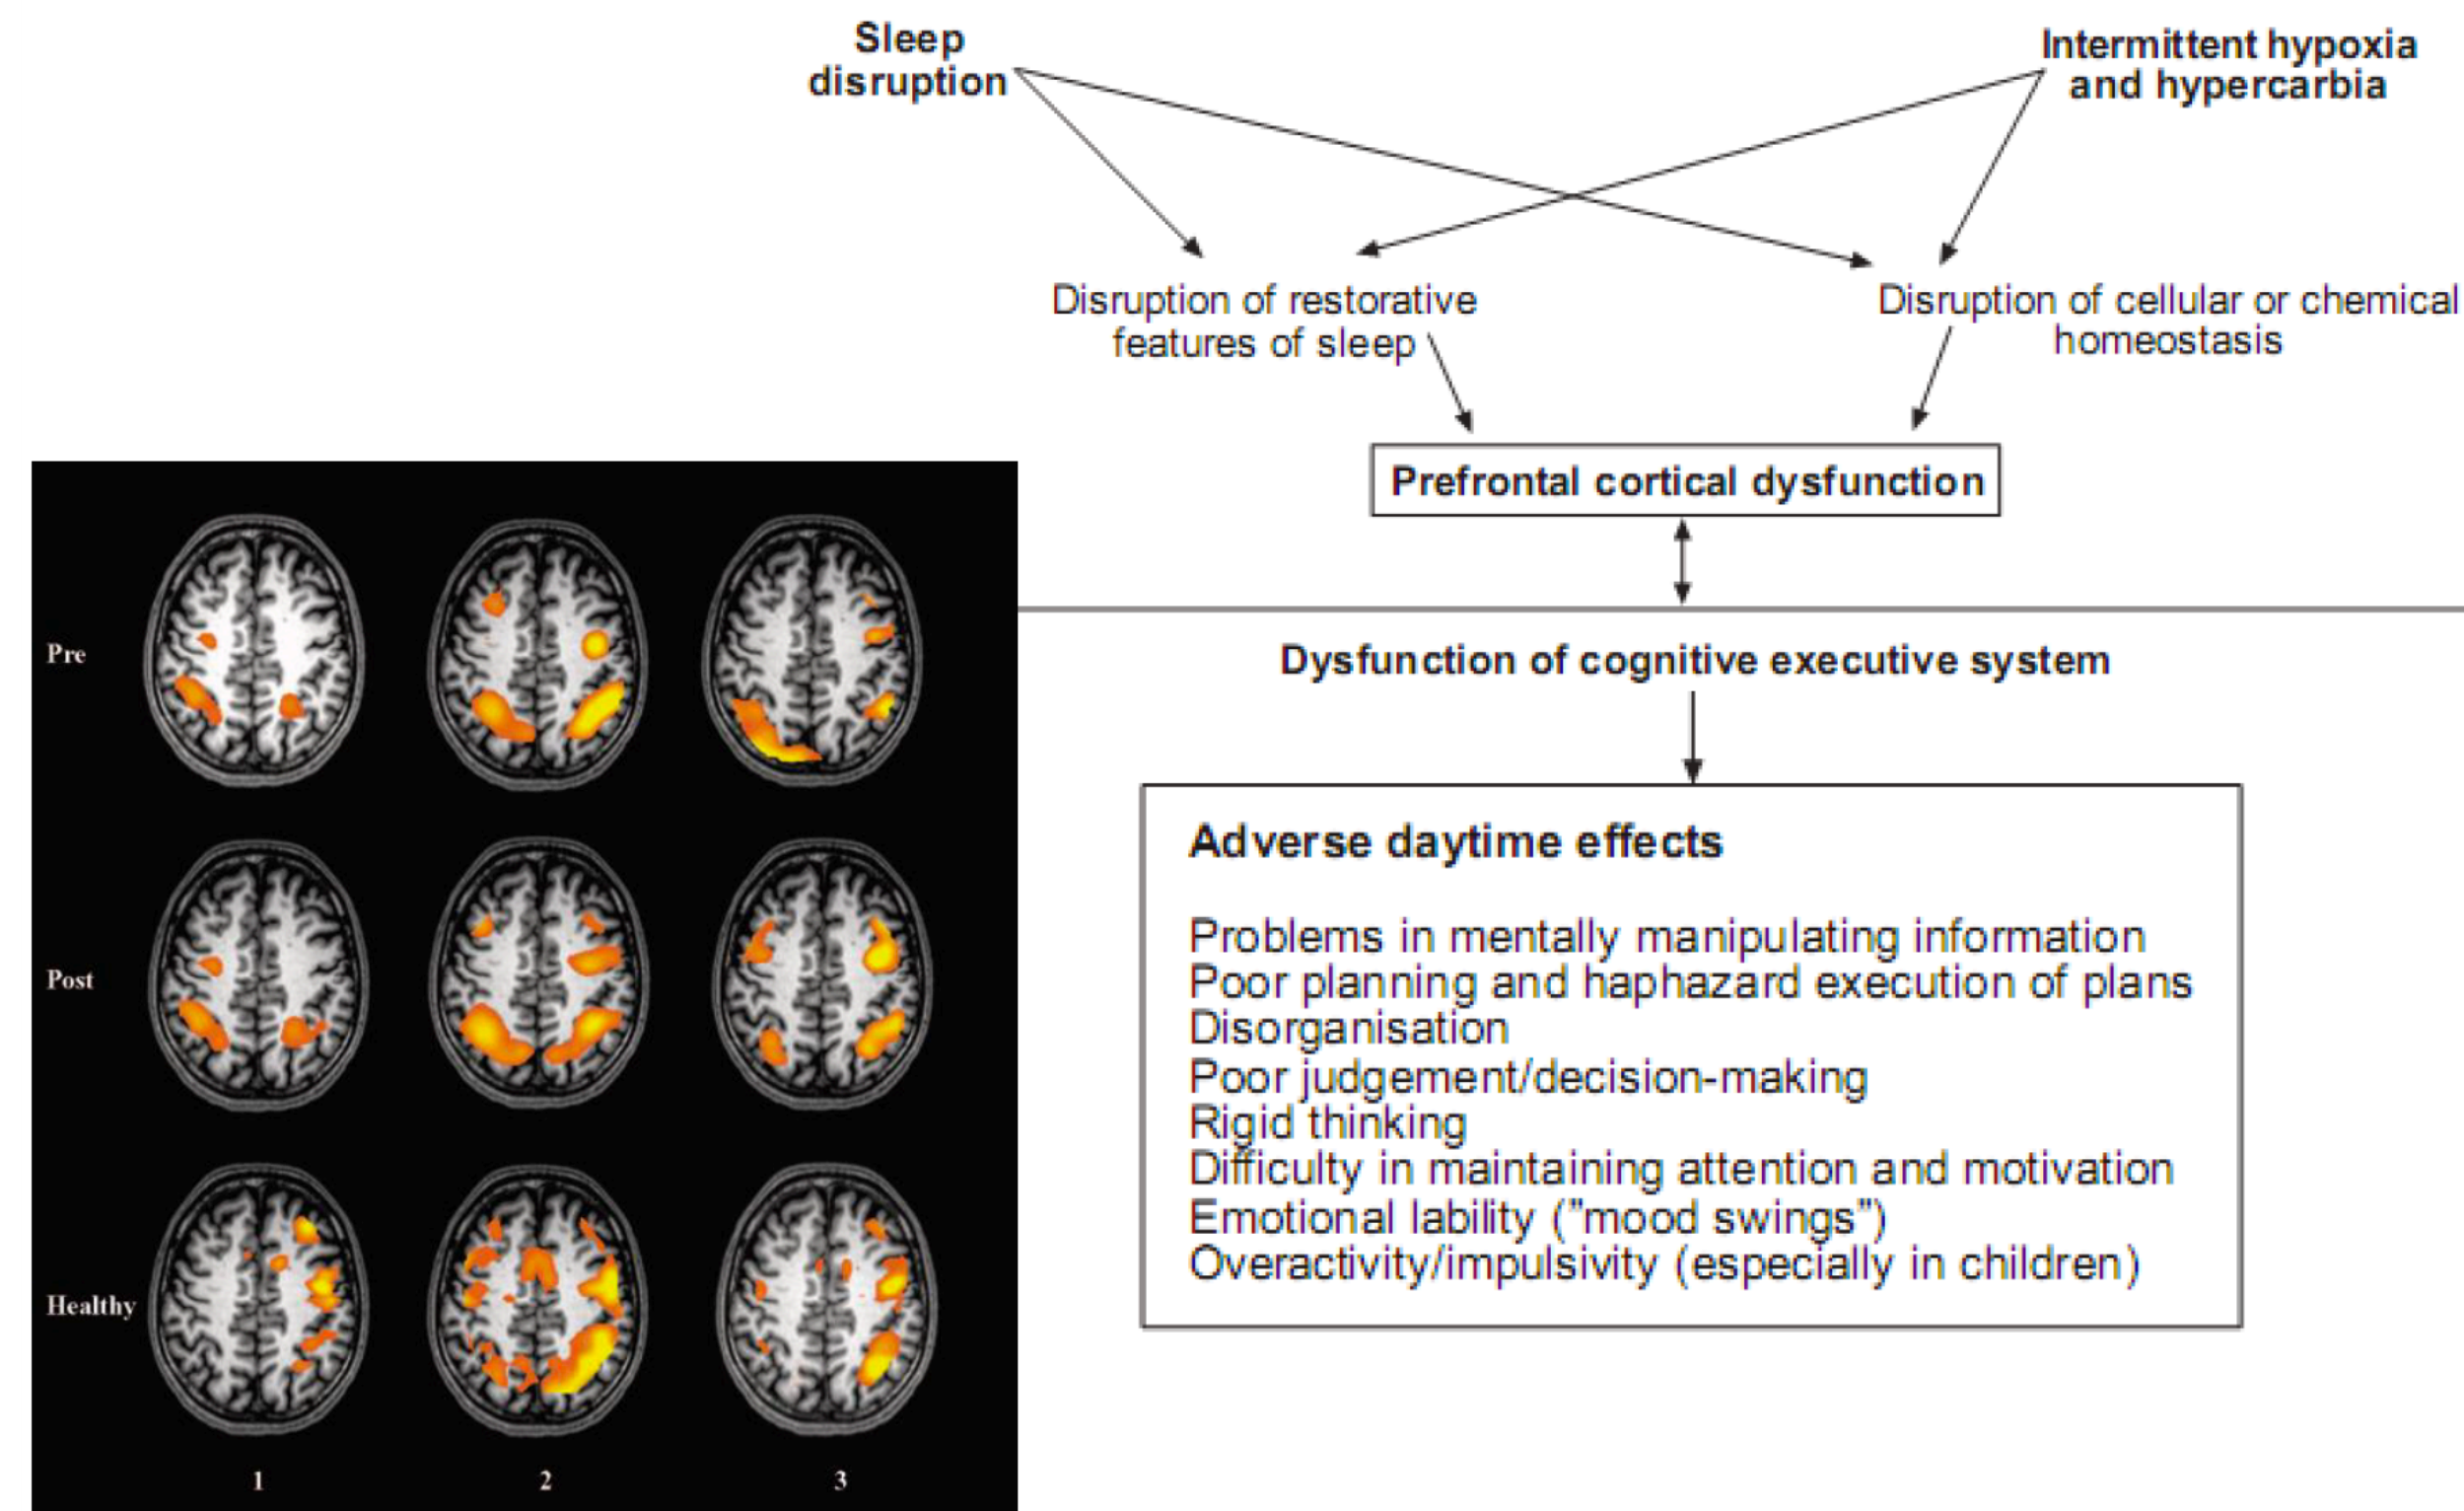 Sleep
disruption
Intermittent hypoxia
and hypercarbia
Disruption of restorative
features of sleep
Disruption of cellular or chemical
homeostasis
Prefrontal cortical dysfunction
Dysfunction of cognitive executive system
Adverse daytime effects
Problems in mentally manipulating information
Poor planning and haphazard execution of plans
Disorganisation
Poor judgement/decision-making
Rigid thinking
Difficulty in maintaining attention and motivation
Emotional lability ("mood swings")
Overactivity/impulsivity (especially in children)
Pre
Post
Healthy
1 2 3